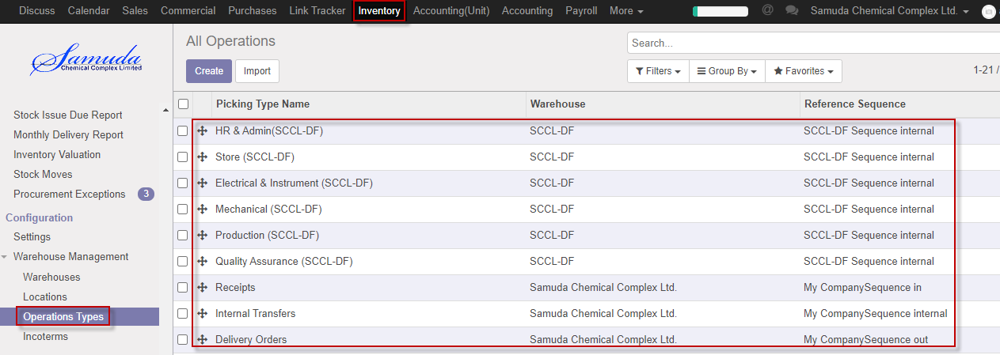 Discuss Calendar Sales Commercial Purchases Link Tracker Inventory Accounting(Unit) Accounting Payroll More @ Samuda Chemical Complex Ltd.
Samuda
Chemical Complex Limited
All Operations
Search...
Create Import
Filters Group By Favorites
1-21 /
Stock Issue Due Report
Monthly Delivery Report
Inventory Valuation
Stock Moves
Procurement Exceptions 3
Configuration
Settings
Warehouse Management
Warehouses
Locations
Operations Types
Incoterms
Picking Type Name Warehouse Reference Sequence
HR & Admin(SCCL-DF) SCCL-DF SCCL-DF Sequence internal
Store (SCCL-DF) SCCL-DF SCCL-DF Sequence internal
Electrical & Instrument (SCCL-DF) SCCL-DF SCCL-DF Sequence internal
Mechanical (SCCL-DF) SCCL-DF SCCL-DF Sequence internal
Production (SCCL-DF) SCCL-DF SCCL-DF Sequence internal
Quality Assurance (SCCL-DF) SCCL-DF SCCL-DF Sequence internal
Receipts Samuda Chemical Complex Ltd. My CompanySequence in
Internal Transfers Samuda Chemical Complex Ltd. My CompanySequence internal
Delivery Orders Samuda Chemical Complex Ltd. My CompanySequence out